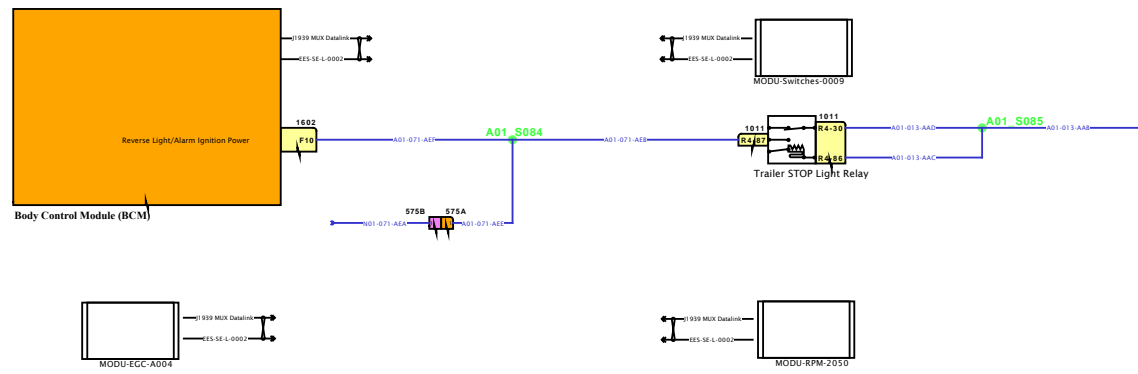 J1939 MUX Datalink
EES-SE-L-0002
J1939 MUX Datalink
EES-SE-L-0002
MODU-Switches-0009
1602
Reverse Light/Alarm Ignition Power
F10
A01-071-AEF
A01_S084
A01-071-AEB
1011
R4-87
1011
R4-30
A01-013-AAD
A01_S085
A01-013-AAB
R4-86
A01-013-AAC
Trailer STOP Light Relay
Body Control Module (BCM)
575B
575A
N01-071-AEA
A01-071-AEE
J1939 MUX Datalink
EES-SE-L-0002
MODU-EGC-A004
J1939 MUX Datalink
EES-SE-L-0002
MODU-RPM-2050